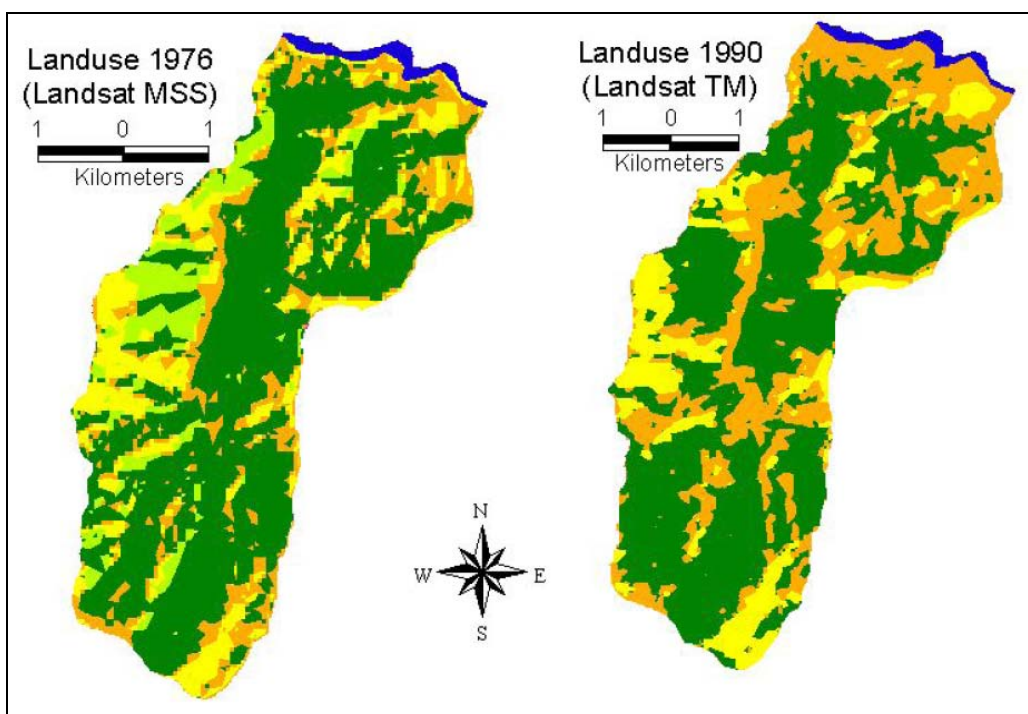 Landuse 1976
(Landsat MSS)
1 0 1
Kilometers
Landuse 1990
(Landsat TM)
1 0 1
Kilometers
N
W E
S